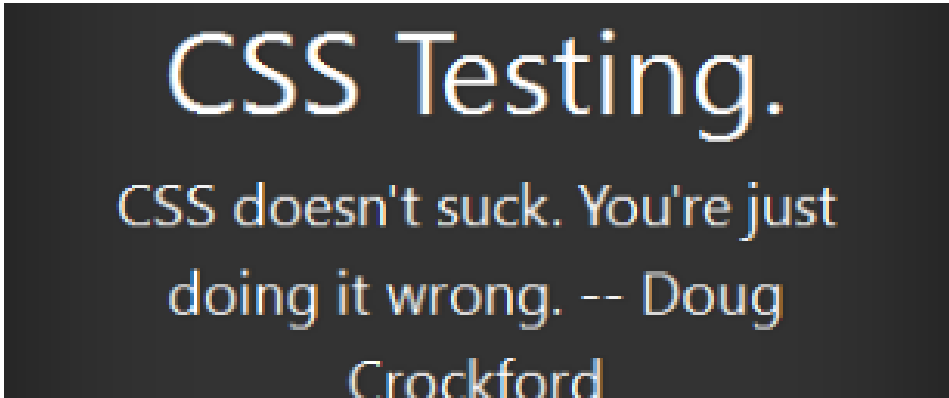 CSS Testing.
CSS doesn't suck. You're just
doing it wrong. -- Doug
Crockford